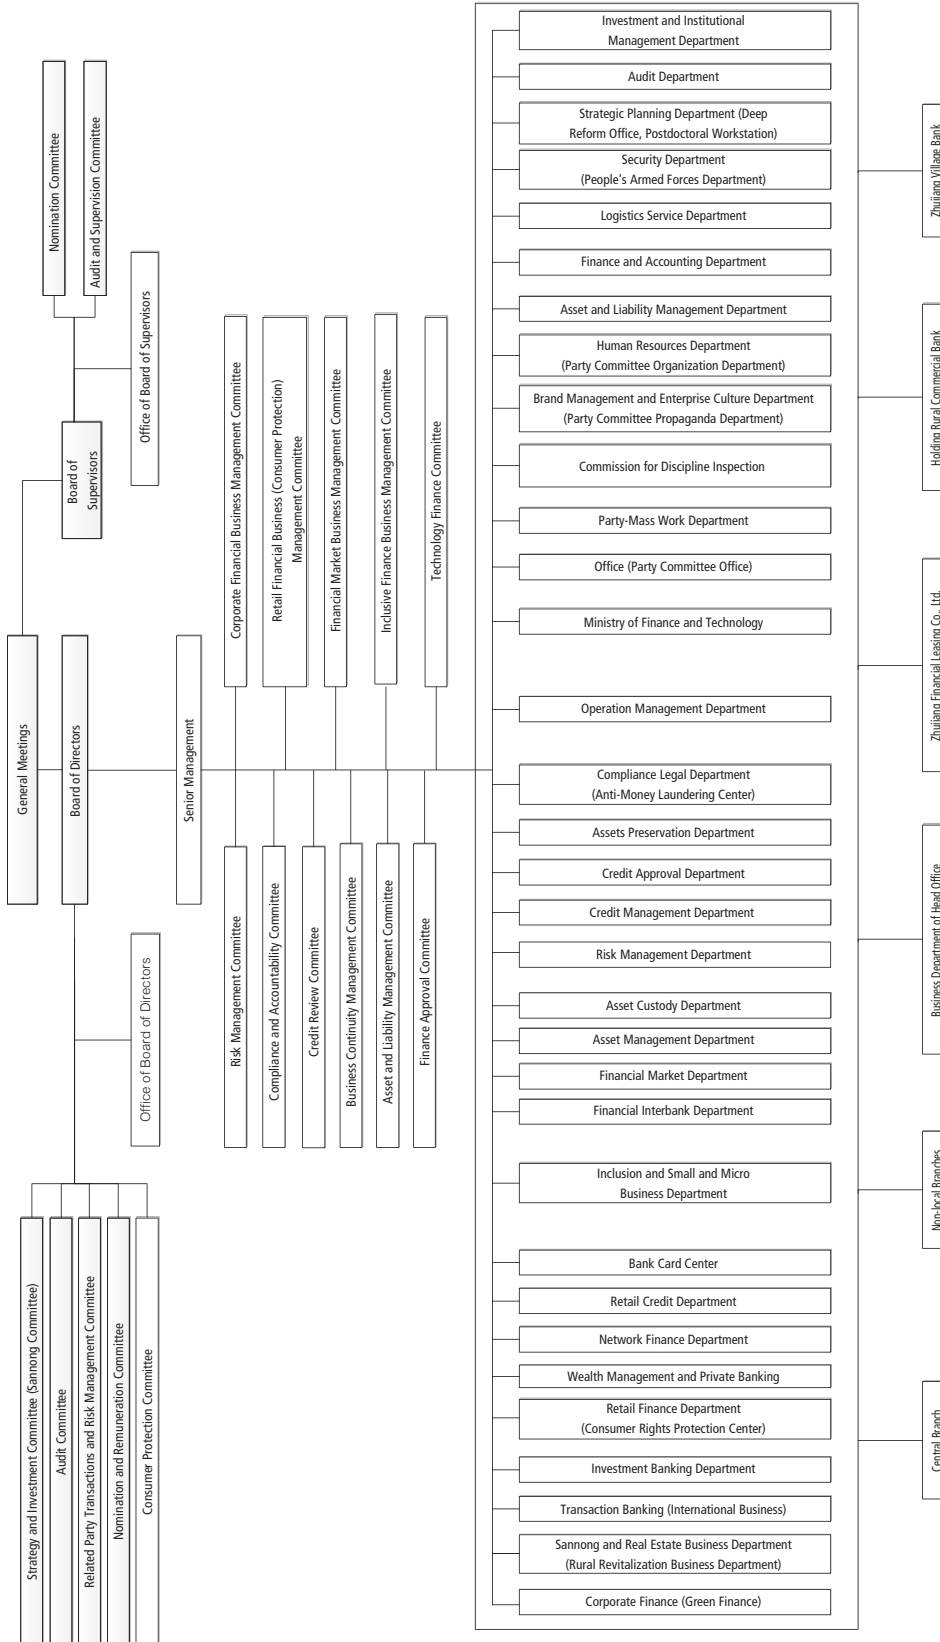 General Meetings
Board of
Supervisors
Nomination Committee
Audit and Supervision Committee
Office of Board of Supervisors
Board of Directors
Office of Board of Directors
Strategy and Investment Committee (Sannong Committee)
Audit Committee
Related Party Transactions and Risk Management Committee
Nomination and Remuneration Committee
Consumer Protection Committee
Senior Management
Corporate Financial Business Management Committee
Retail Financial Business (Consumer Protection)
Management Committee
Financial Market Business Management Committee
Inclusive Finance Business Management Committee
Technology Finance Committee
Risk Management Committee
Compliance and Accountability Committee
Credit Review Committee
Business Continuity Management Committee
Asset and Liability Management Committee
Finance Approval Committee
Investment and Institutional
Management Department
Audit Department
Strategic Planning Department (Deep
Reform Office, Postdoctoral Workstation)
Security Department
(People's Armed Forces Department)
Logistics Service Department
Finance and Accounting Department
Asset and Liability Management Department
Human Resources Department
(Party Committee Organization Department)
Brand Management and Enterprise Culture Department
(Party Committee Propaganda Department)
Commission for Discipline Inspection
Party-Mass Work Department
Office (Party Committee Office)
Ministry of Finance and Technology
Operation Management Department
Compliance Legal Department
(Anti-Money Laundering Center)
Assets Preservation Department
Credit Approval Department
Credit Management Department
Risk Management Department
Asset Custody Department
Asset Management Department
Financial Market Department
Financial Interbank Department
Inclusion and Small and Micro
Business Department
Bank Card Center
Retail Credit Department
Network Finance Department
Wealth Management and Private Banking
Retail Finance Department
(Consumer Rights Protection Center)
Investment Banking Department
Transaction Banking (International Business)
Sannong and Real Estate Business Department
(Rural Revitalization Business Department)
Corporate Finance (Green Finance)
Zhujiang Village Bank
Holding Rural Commercial Bank
Zhujiang Financial Leasing Co., Ltd.
Business Department of Head Office
Non-local Branches
Central Branch